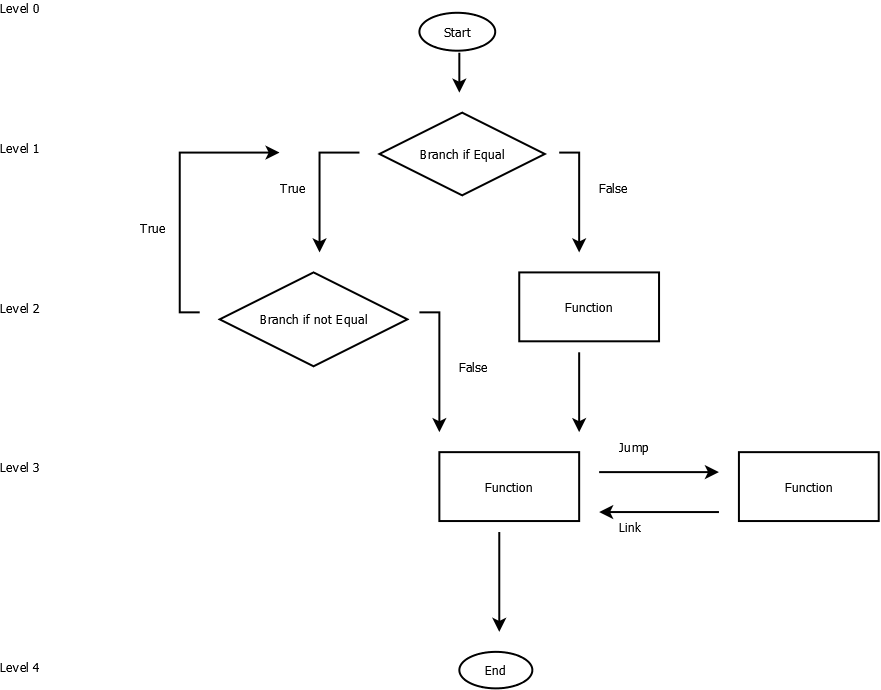 Level 0
Start
Level 1
Branch if Equal
True
False
True
Level 2
Function
Branch if not Equal
False
Jump
Level 3
Function
Function
Link
Level 4
End